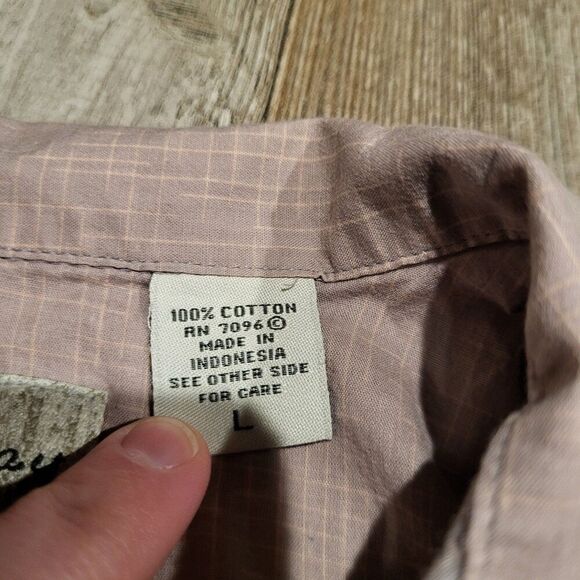 100% COTTON
RN 7096 ©
MADE IN
INDONESIA
SEE OTHER SIDE
FOR CARE
L